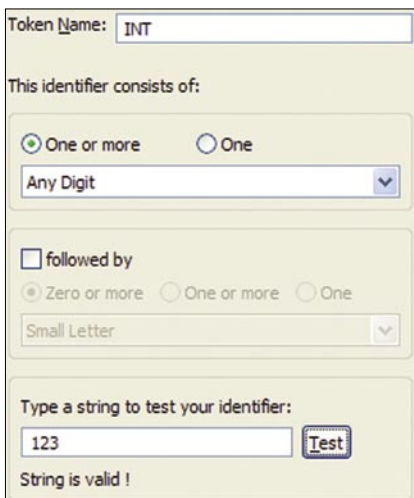 Token Name: INT
This identifier consists of:
One or more One
Any Digit
followed by
Zero or more One or more One
Small Letter
Type a string to test your identifier:
123 Test
String is valid !